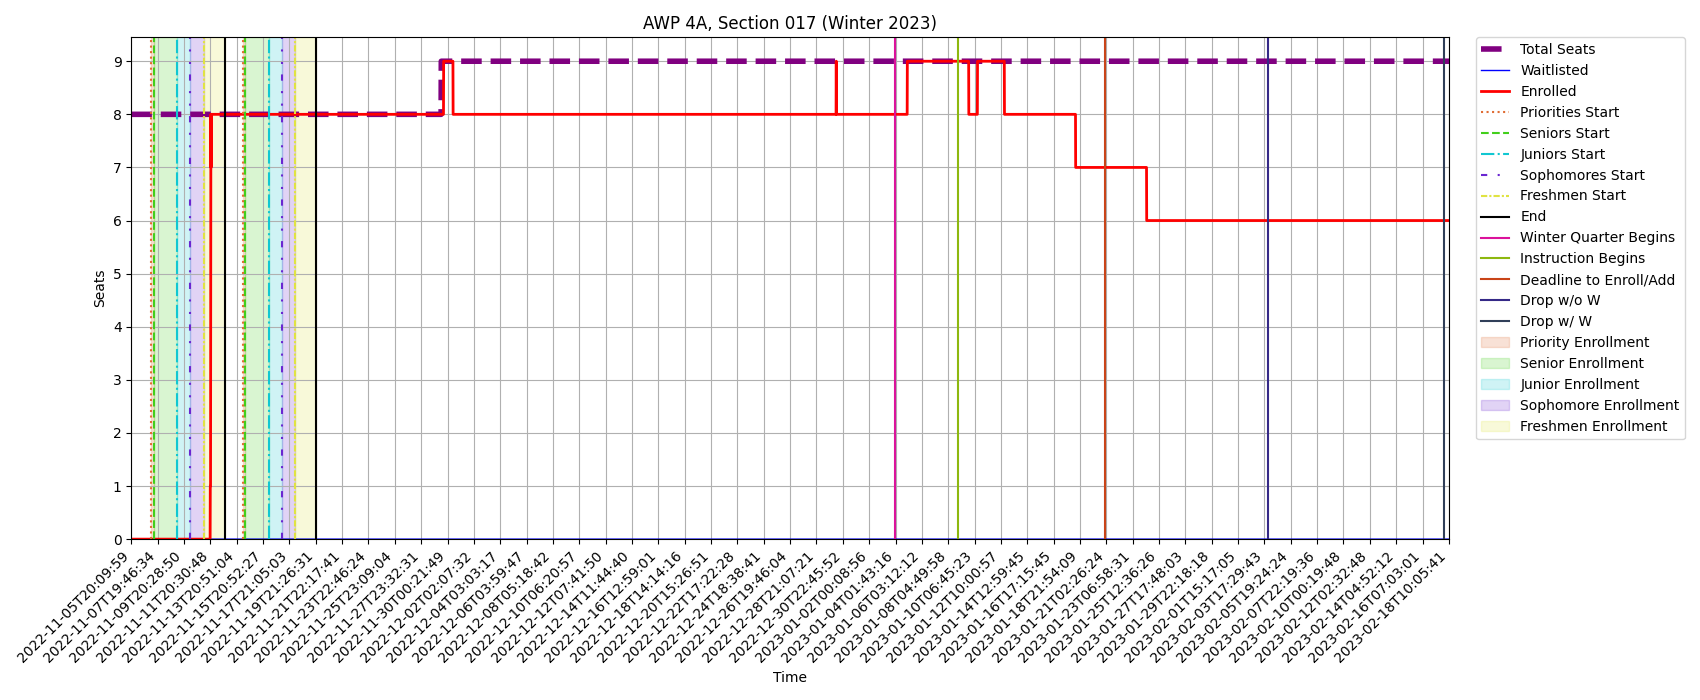 AWP 4A, Section 017 (Winter 2023)
Seats
9
8
7
6
5
4
3
2
1
0
2022-11-05T20:09:59
2022-11-07T19:46:34
2022-11-09T20:28:50
2022-11-11T20:30:48
2022-11-13T20:51:04
2022-11-15T20:52:27
2022-11-17T21:05:03
2022-11-19T21:26:31
2022-11-21T22:17:41
2022-11-23T22:46:24
2022-11-25T23:09:04
2022-11-27T23:32:31
2022-11-30T00:21:49
2022-12-02T02:07:32
2022-12-04T03:03:17
2022-12-06T03:59:47
2022-12-08T05:18:42
2022-12-10T06:20:57
2022-12-12T07:41:50
2022-12-14T11:44:40
2022-12-16T12:59:01
2022-12-18T14:14:16
2022-12-20T15:26:51
2022-12-22T17:22:28
2022-12-24T18:38:41
2022-12-26T19:46:04
2022-12-28T21:07:21
2022-12-30T22:45:52
2023-01-02T00:08:56
2023-01-04T01:43:16
2023-01-06T03:12:12
2023-01-08T04:49:58
2023-01-10T06:45:23
2023-01-12T10:00:57
2023-01-14T12:59:45
2023-01-16T17:15:45
2023-01-18T21:54:09
2023-01-21T02:26:24
2023-01-23T06:58:31
2023-01-25T12:36:26
2023-01-27T17:48:03
2023-01-29T22:18:18
2023-02-01T15:17:05
2023-02-03T17:29:43
2023-02-05T19:24:24
2023-02-07T22:19:36
2023-02-10T00:19:48
2023-02-12T02:32:48
2023-02-14T04:52:12
2023-02-16T07:03:01
2023-02-18T10:05:41
Time
Total Seats
Waitlisted
Enrolled
Priorities Start
Seniors Start
Juniors Start
Sophomores Start
Freshmen Start
End
Winter Quarter Begins
Instruction Begins
Deadline to Enroll/Add
Drop w/o W
Drop w/ W
Priority Enrollment
Senior Enrollment
Junior Enrollment
Sophomore Enrollment
Freshmen Enrollment